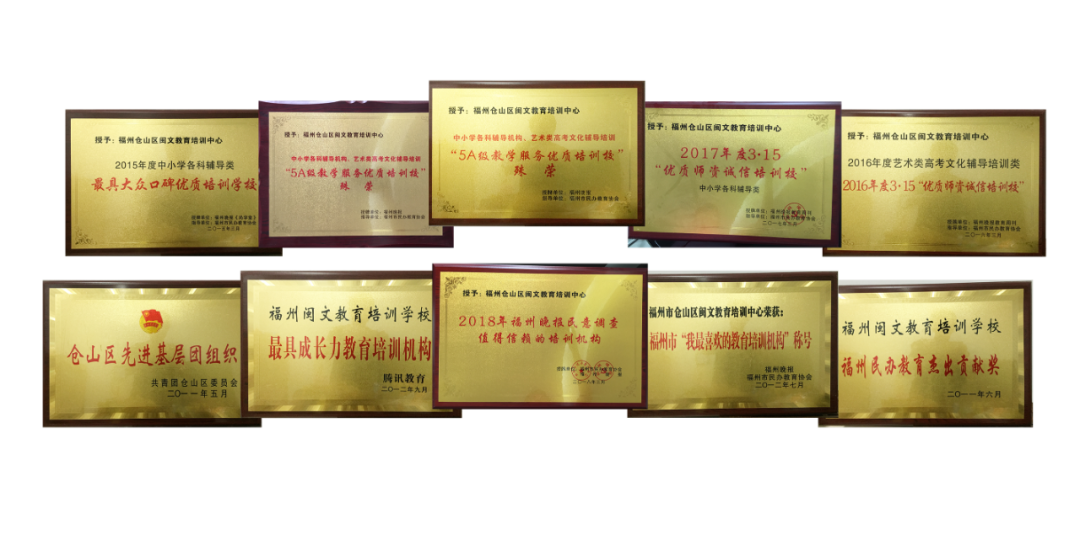 授予：福州仓山区闽文教育培训中心
2015年度中小学各科辅导类
最具大众口碑优质培训学校
二〇一五年三月
授予：福州仓山区闽文教育培训中心
中小学各科辅导机构、艺术类高考文化辅导培训
“5A级教学服务优质培训校”
殊 荣
授予：福州仓山区闽文教育培训中心
中小学各科辅导机构、艺术类高考文化辅导培训
“5A级教学服务优质培训校”
殊 荣
授予：福州仓山区闽文教育培训中心
2017年度3·15
“优质师资诚信培训校”
中小学各科辅导类
授予：福州仓山区闽文教育培训中心
2016年度艺术类高考文化辅导培训类
2016年度3·15“优质师资诚信培训校”
二〇一六年三月
仓山区先进基层团组织
共青团仓山区委员会
二〇一一年五月
福州闽文教育培训学校
最具成长力教育培训机构
腾讯教育
二〇一二年九月
授予：福州仓山区闽文教育培训中心
2018年福州晚报民意调查
值得信赖的培训机构
福州市仓山区闽文教育培训中心荣获：
福州市“我最喜欢的教育培训机构”称号
福州晚报
福州市民办教育协会
二〇一二年七月
福州闽文教育培训学校
福州民办教育杰出贡献奖
二〇一一年六月